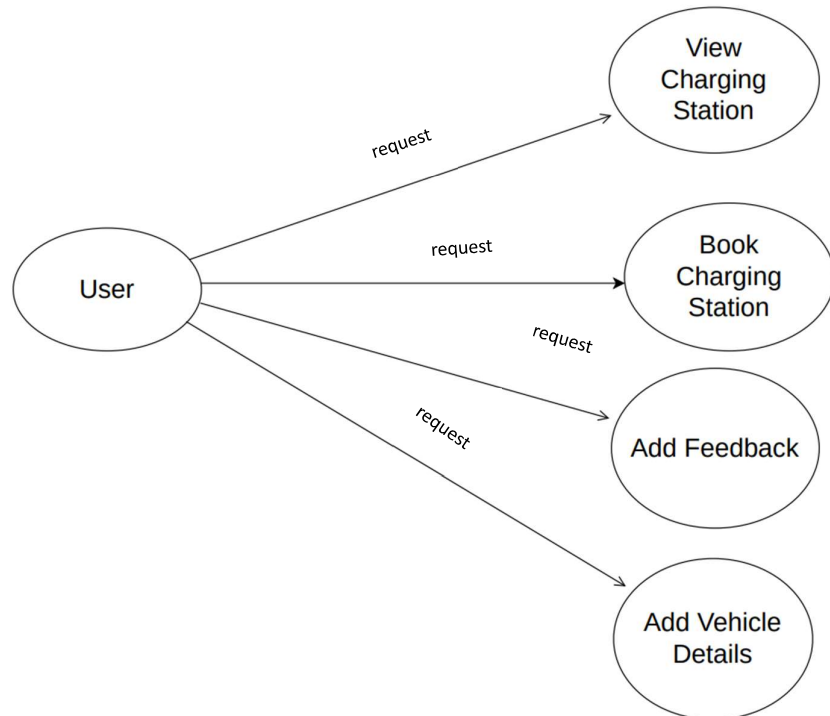 View
Charging
Station
request
request
Book
Charging
Station
User
request
request
Add Feedback
Add Vehicle
Details